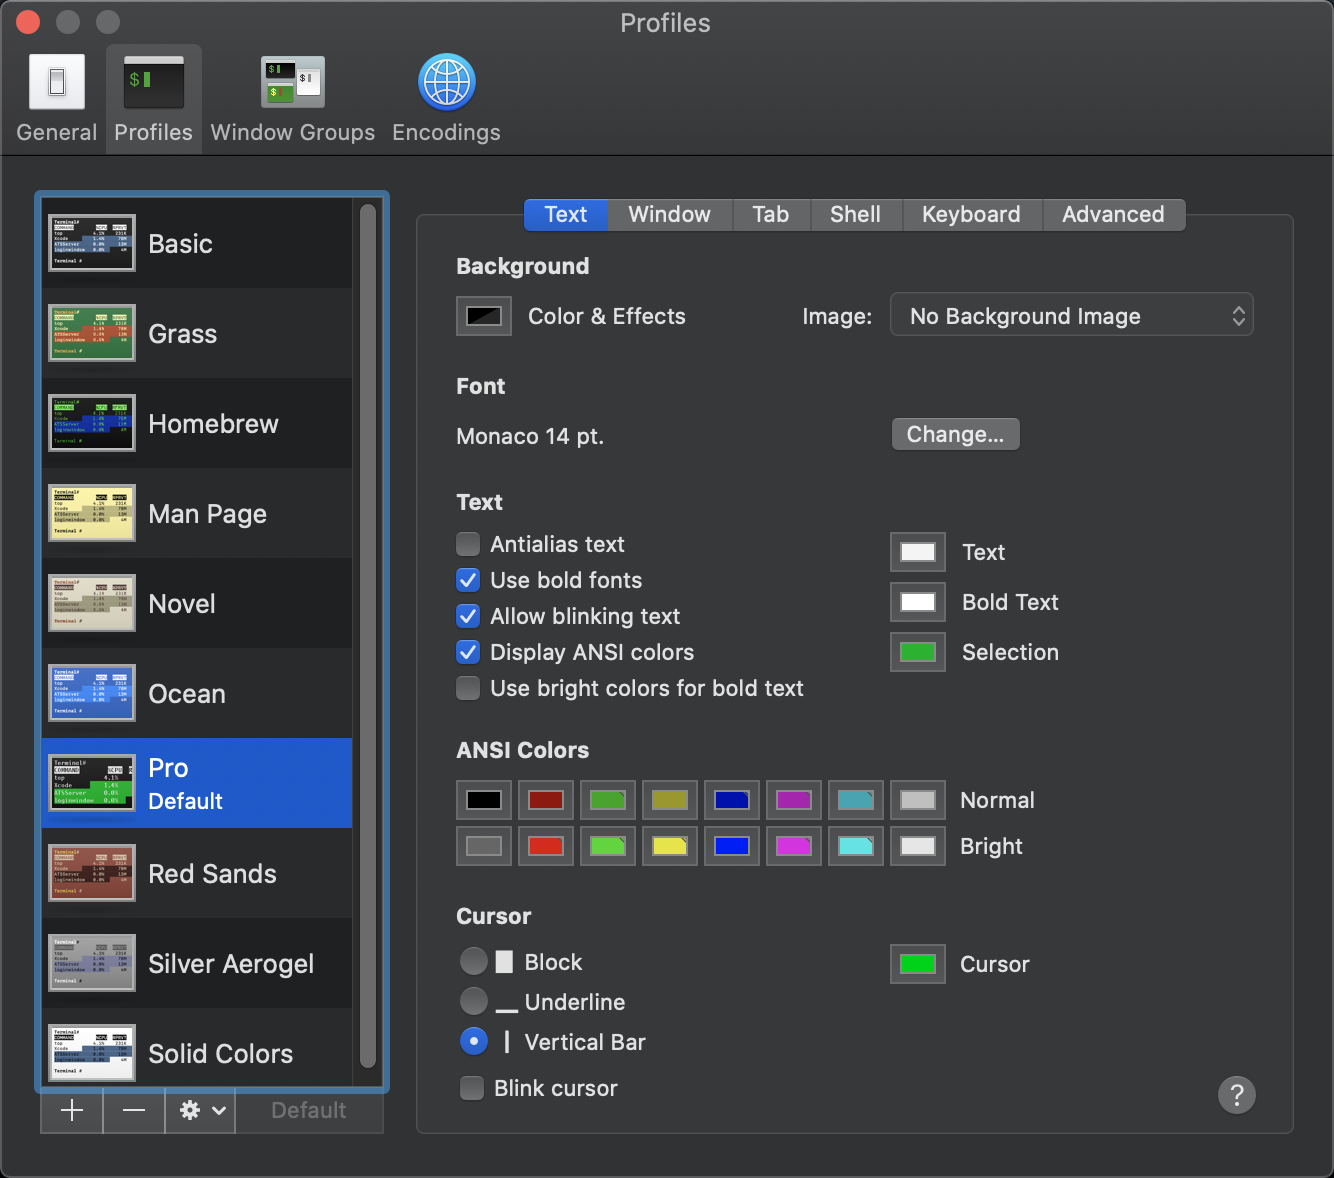 Profiles
General
Profiles
Window Groups
Encodings
Basic
Grass
Homebrew
Man Page
Novel
Ocean
Pro
Default
Red Sands
Silver Aerogel
Solid Colors
Default
Text
Window
Tab
Shell
Keyboard
Advanced
Background
Color & Effects
Image:
No Background Image
Font
Monaco 14 pt.
Change...
Text
Antialias text
Use bold fonts
Allow blinking text
Display ANSI colors
Use bright colors for bold text
Text
Bold Text
Selection
ANSI Colors
Normal
Bright
Cursor
Block
Underline
Vertical Bar
Blink cursor
Cursor
?